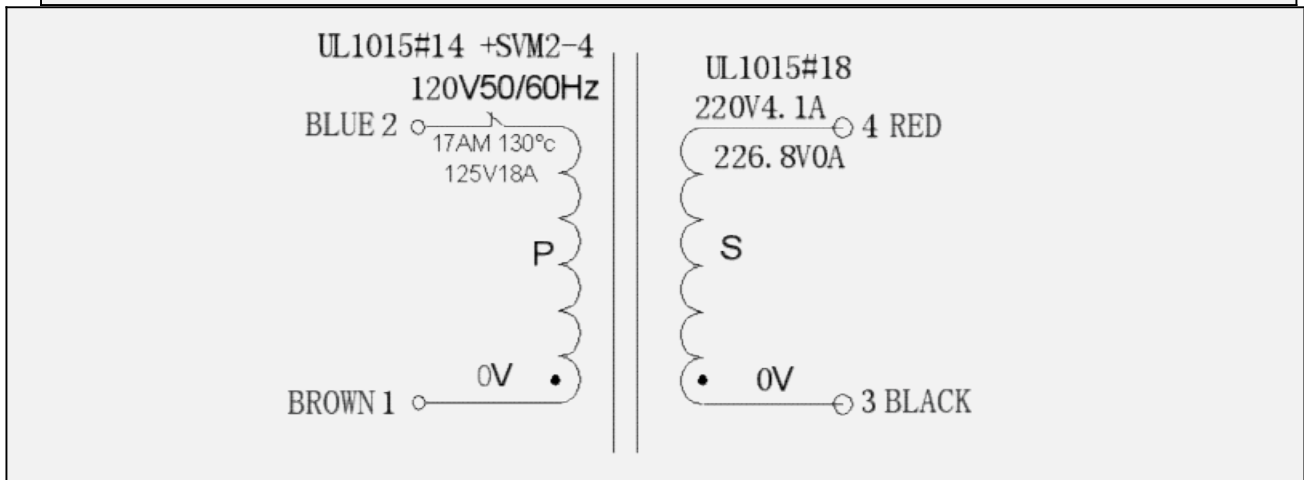 UL1015#14 +SVM2-4
120V50/60Hz
BLUE 2
17AM 130°c
125V18A
P
0V
BROWN 1
UL1015#18
220V4.1A
4 RED
226.8V0A
S
0V
3 BLACK